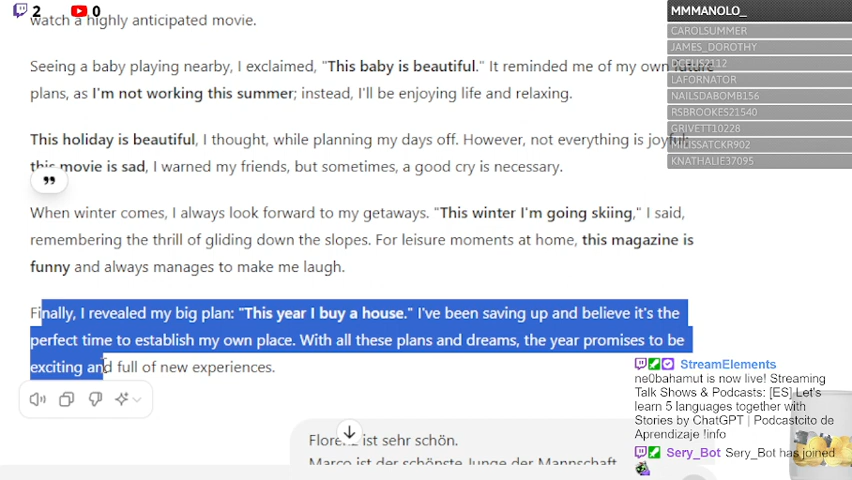 2 0
watch a highly anticipated movie.
Seeing a baby playing nearby, I exclaimed, "This baby is beautiful." It reminded me of my own future
plans, as I'm not working this summer; instead, I'll be enjoying life and relaxing.
This holiday is beautiful, I thought, while planning my days off. However, not everything is joyful;
this movie is sad, I warned my friends, but sometimes, a good cry is necessary.
When winter comes, I always look forward to my getaways. "This winter I'm going skiing," I said,
remembering the thrill of gliding down the slopes. For leisure moments at home, this magazine is
funny and always manages to make me laugh.
Finally, I revealed my big plan: "This year I buy a house." I've been saving up and believe it's the
perfect time to establish my own place. With all these plans and dreams, the year promises to be
exciting and full of new experiences.
ist sehr schön.
Marco ist der schönste Junge der Mannschaft
MMMANOLO_
CAROLSUMMER
JAMES_DOROTHY
LAFORNATOR
NAILSDABOMB156
RSBROOKES21540
GRIVETT10228
MILISSATCKR902
KNATHALIE37095
StreamElements
ne0bahamut is now live! Streaming
Talk Shows & Podcasts: [ES] Let's
learn 5 languages together with
Stories by ChatGPT | Podcastcito de
Aprendizaje !info
Sery_Bot Sery_Bot has joined